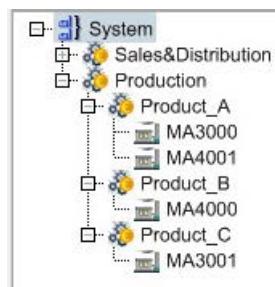 System
Sales&Distribution
Production
Product_A
MA3000
MA4001
Product_B
MA4000
Product_C
MA3001